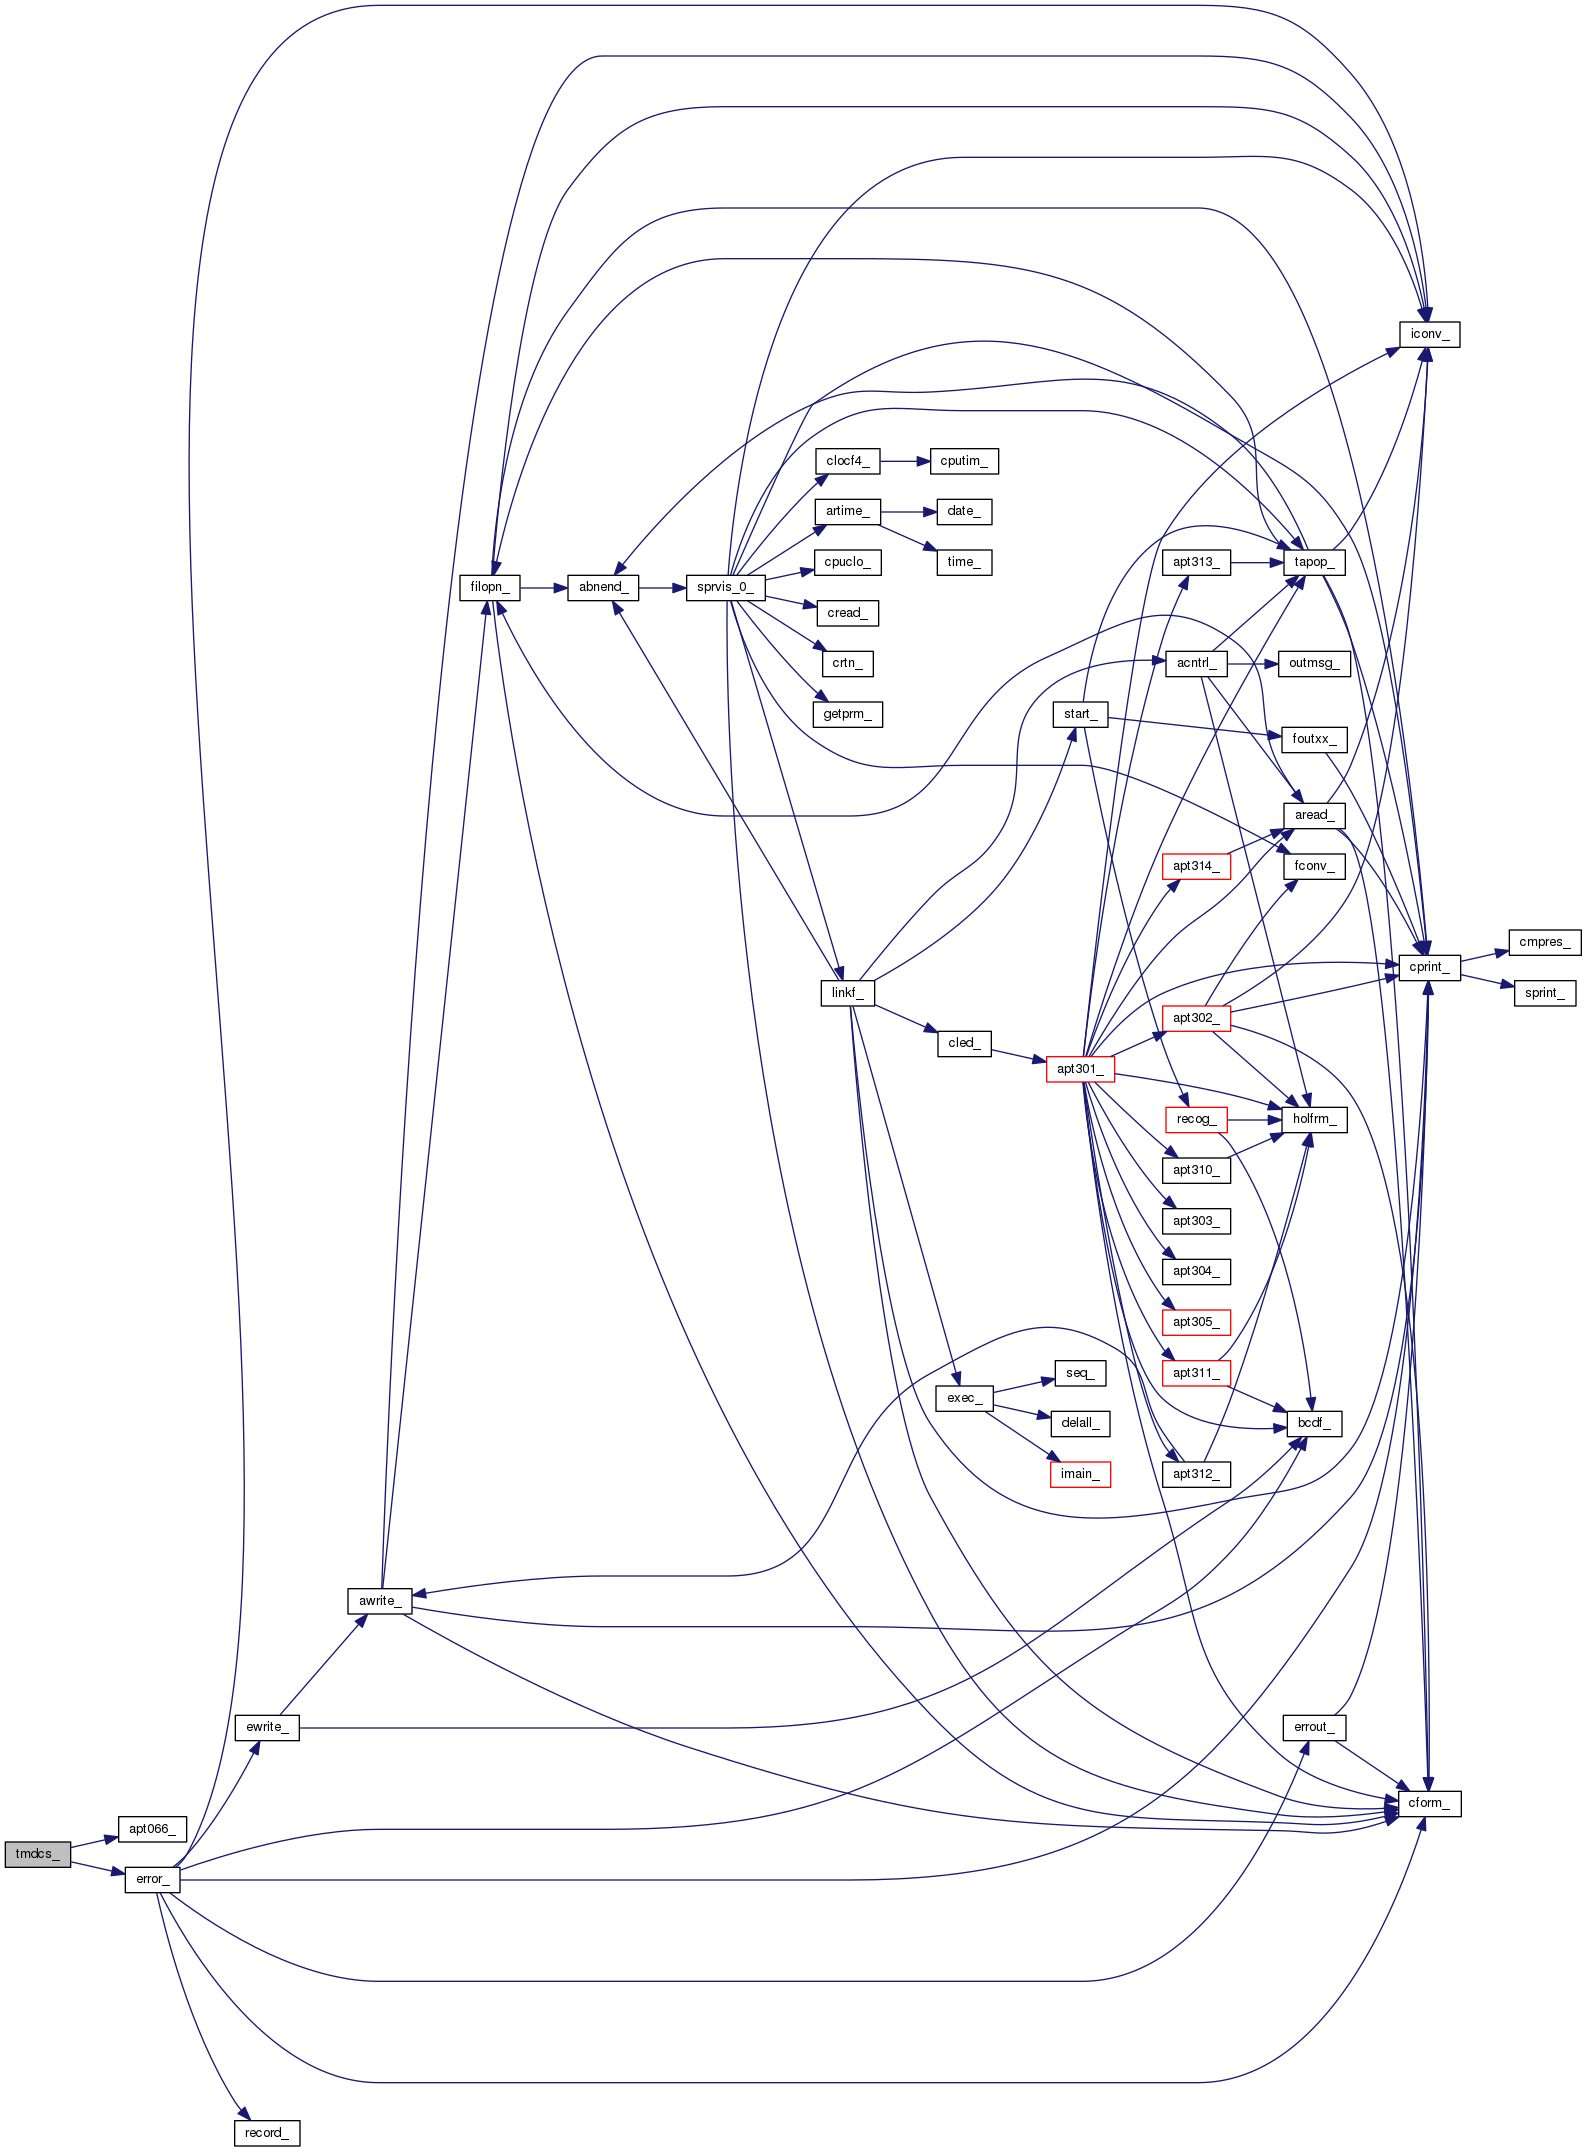 iconv_
clocf4_
cputim_
artime_
date_
apt313_
tapop_
cpuclo_
time_
filopn_
abnend_
sprvis_0_
cread_
crtn_
acntrl_
outmsg_
getprm_
start_
foutxx_
aread_
apt314_
fconv_
cmpres_
cprint_
linkf_
sprint_
apt302_
cled_
apt301_
recog_
holfrm_
apt310_
apt303_
apt304_
apt305_
seq_
apt311_
exec_
delall_
bcdf_
imain_
apt312_
awrite_
ewrite_
errout_
cform_
apt066_
tmdcs_
error_
record_